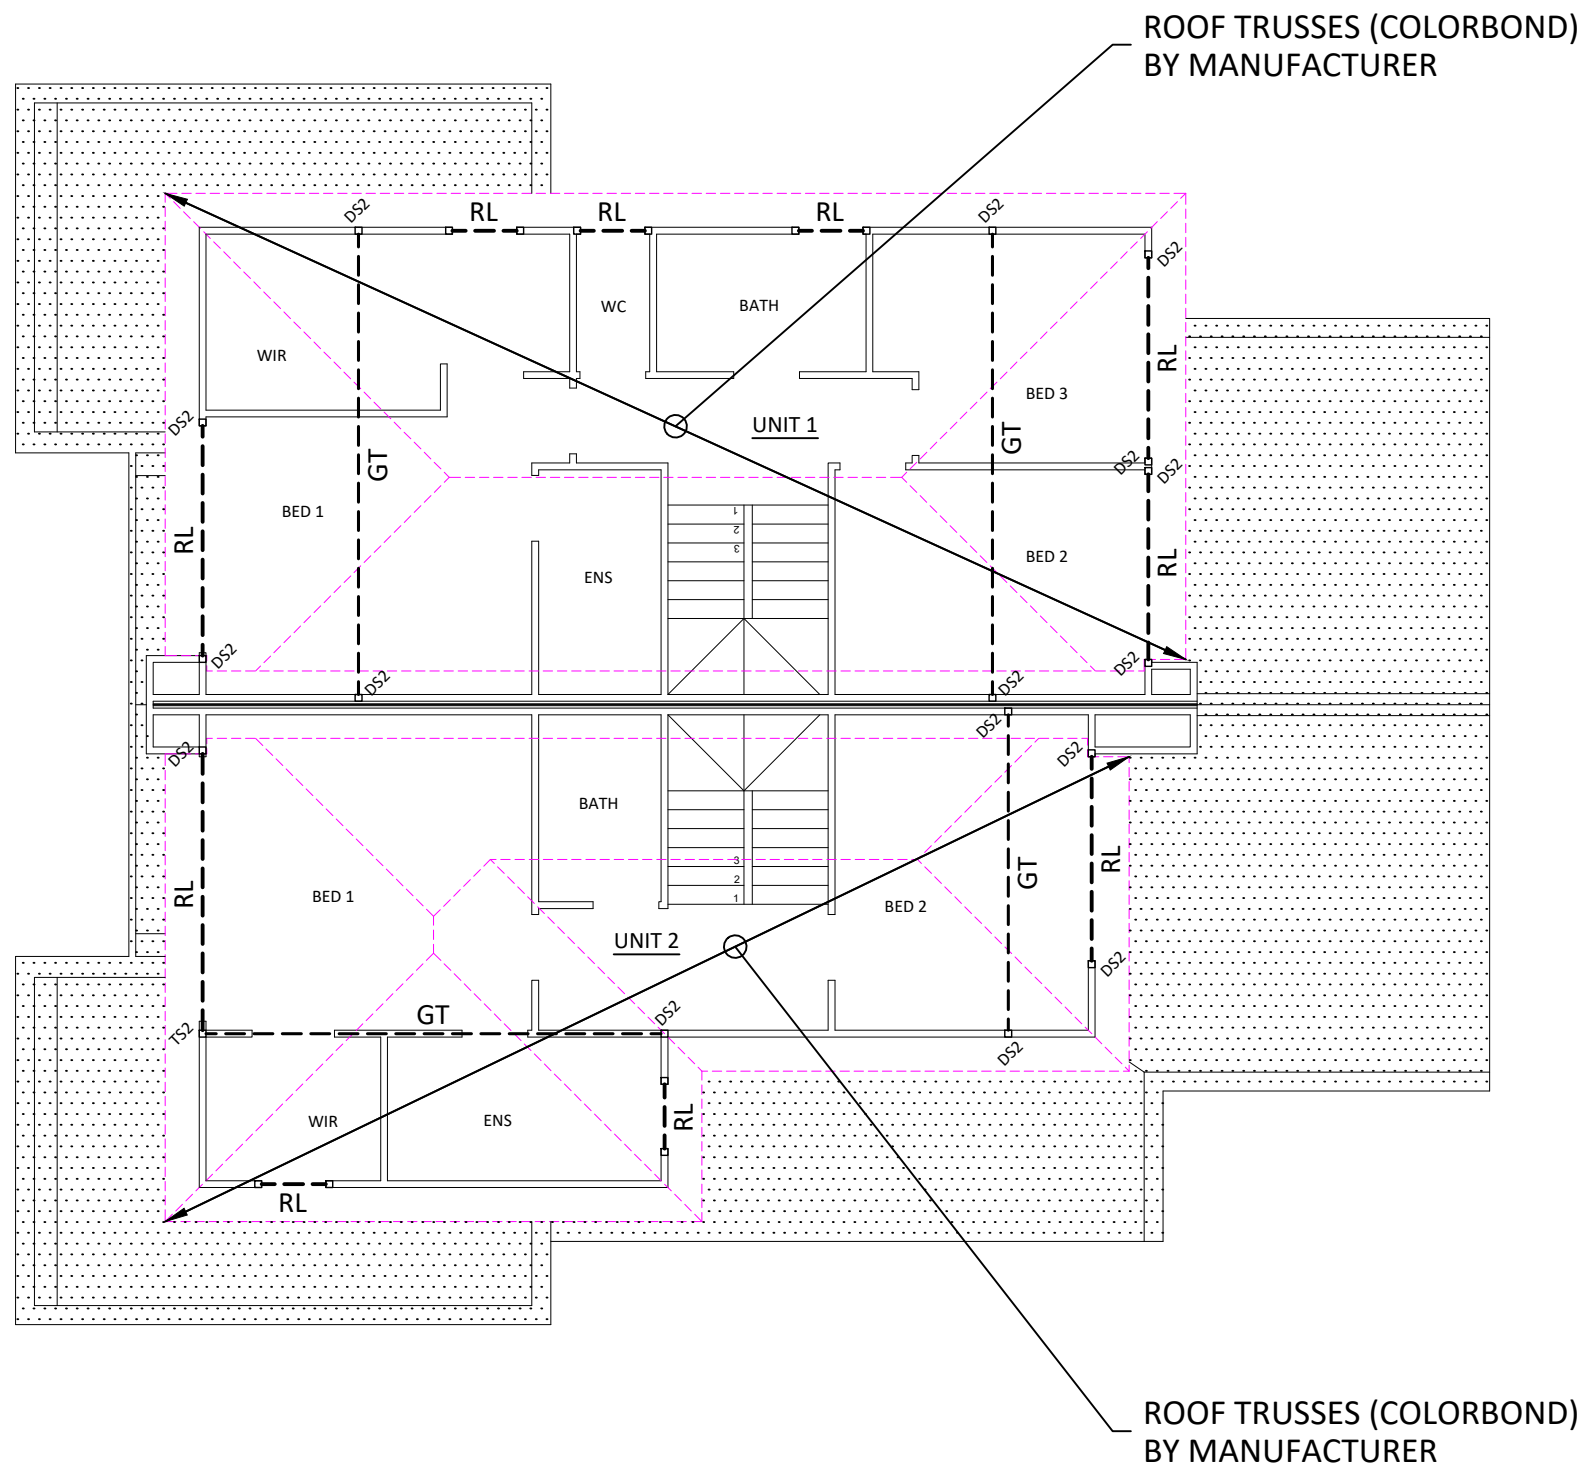 ROOF TRUSSES (COLORBOND)
BY MANUFACTURER
DS2
RL
RL
RL
DS2
DS2
WC
BATH
WIR
RL
BED 3
DS2
UNIT 1
GT
GT
DS2
DS2
BED 1
1
2
3
RL
BED 2
RL
ENS
DS2
DS2
DS2
DS2
DS2
DS2
DS2
BATH
3
2
1
RL
GT
RL
BED 1
BED 2
UNIT 2
DS2
GT
DS2
TS2
DS2
WIR
ENS
RL
RL
ROOF TRUSSES (COLORBOND)
BY MANUFACTURER